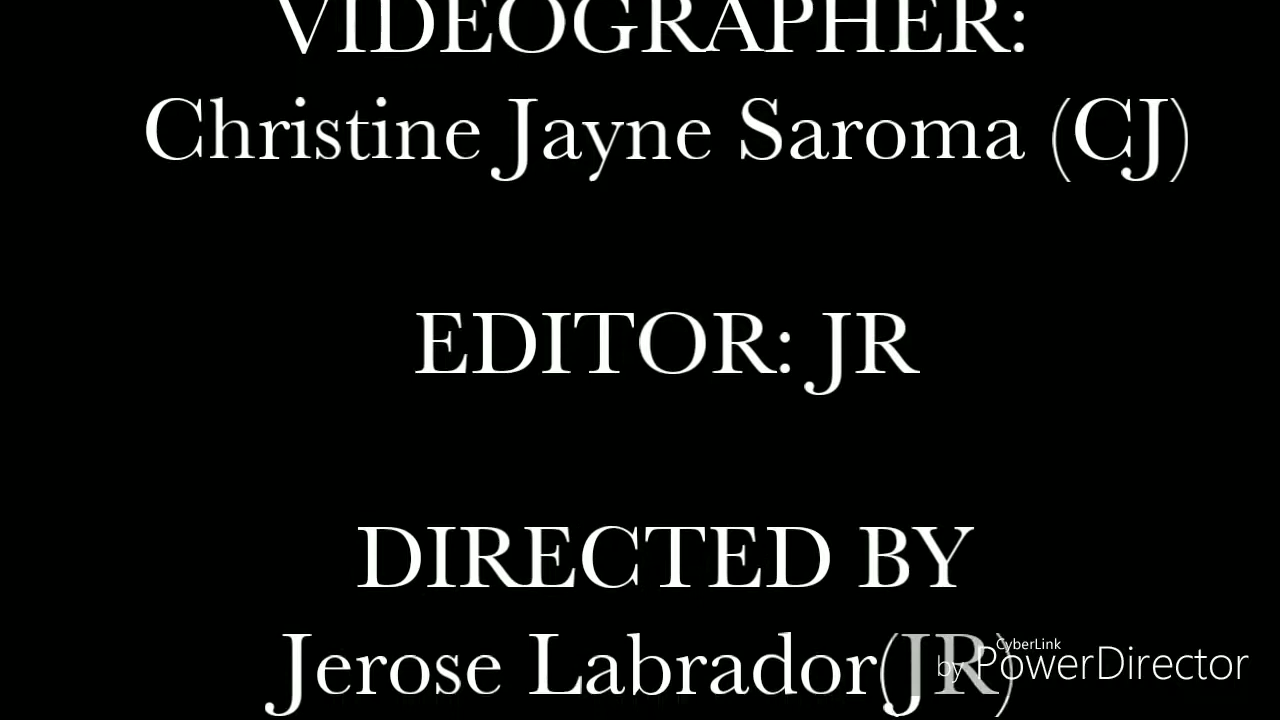 VIDEOGRAPHER:
Christine Jayne Saroma (CJ)
EDITOR: JR
DIRECTED BY
Jerose Labrador(JR)
CyberLink
by PowerDirector